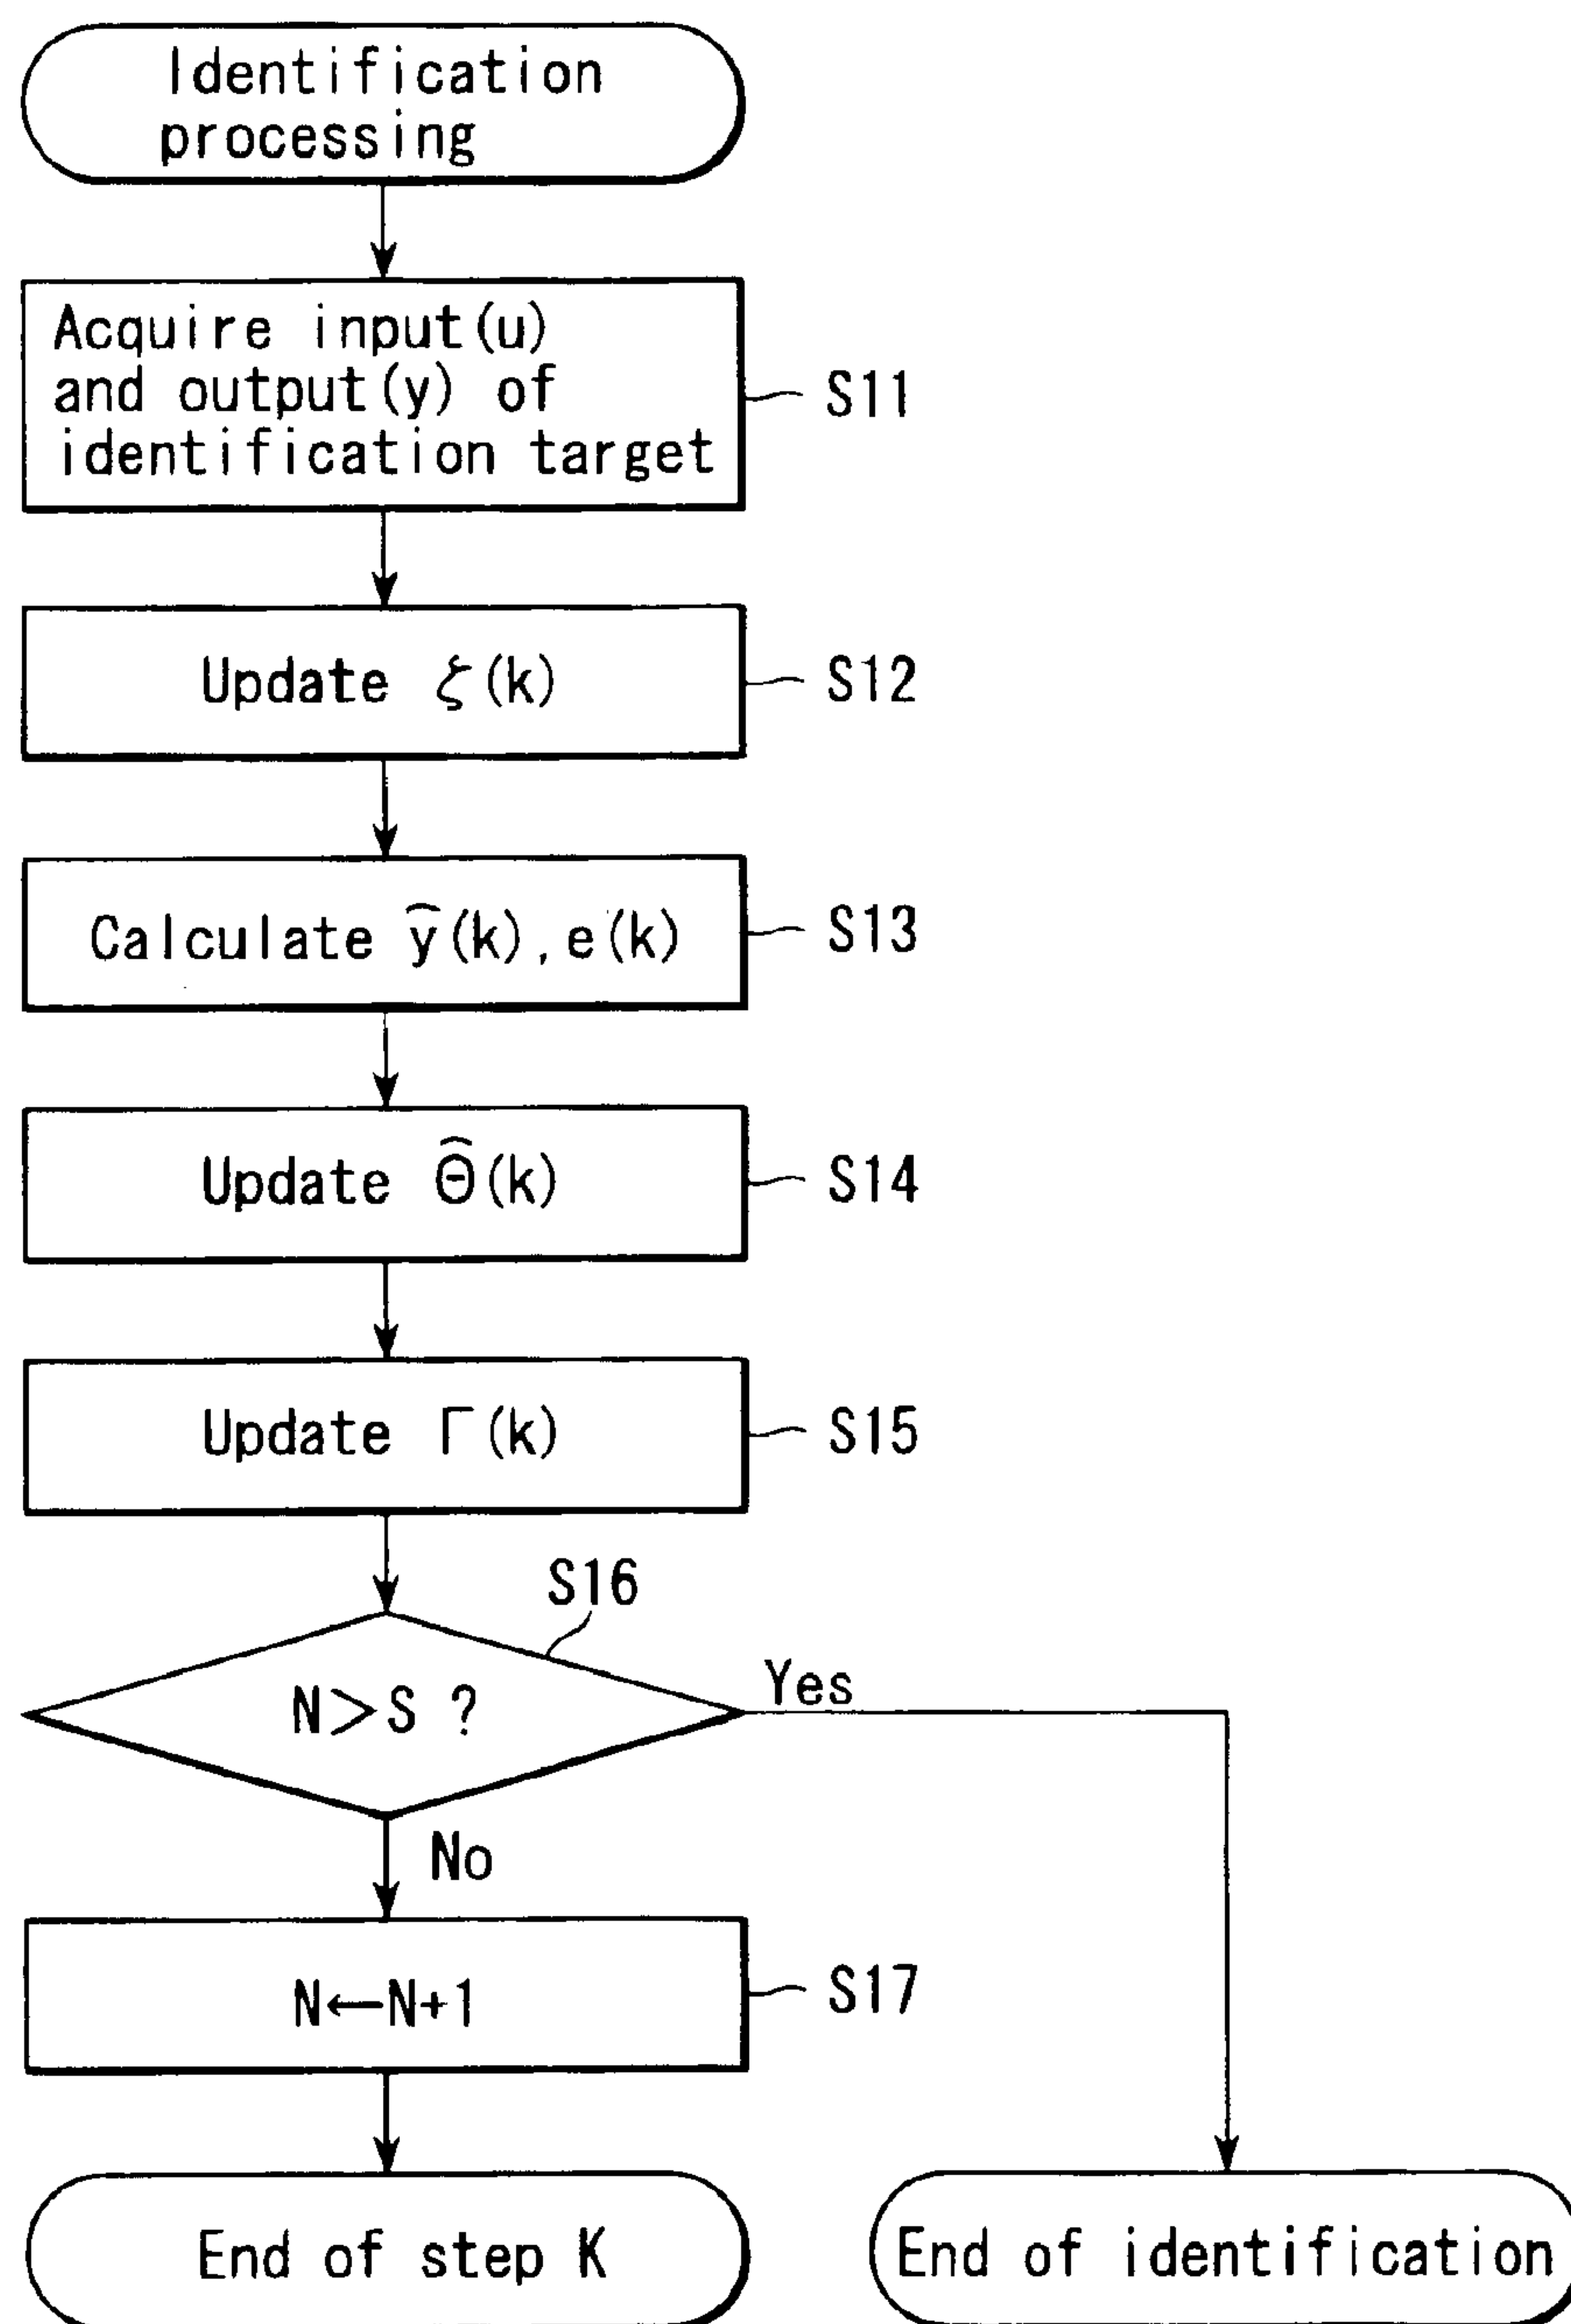 Identification
processing
Acquire input(u)
and output(y) of
identification target
S11
Update ζ(k)
S12
Calculate ŷ(k), e(k)
S13
Update Θ̂(k)
S14
Update Γ(k)
S15
S16
N>S ?
Yes
No
N←N+1
S17
End of step K
End of identification